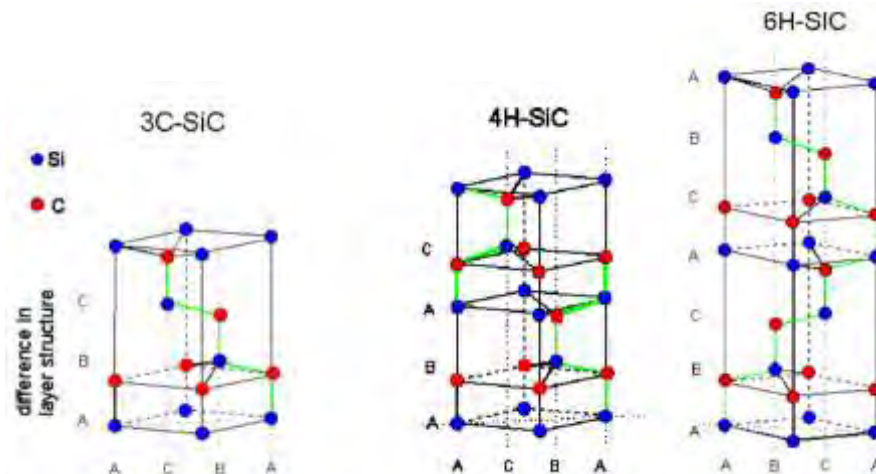 6H-SIC
3C-SiC
4H-SiC
Si
C
difference in
layer structure
C
B
A
A C B A
C
A
B
A
A C B A
A
B
C
A
C
B
A
A B C A